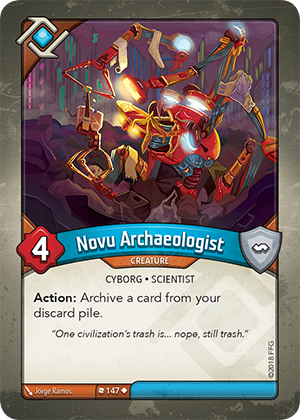 Novu Archaeologist
CREATURE
4
CYBORG • SCIENTIST
Action: Archive a card from your
discard pile.
“One civilization’s trash is... nope, still trash.”
Jorge Ramos
147
©2018 FFG